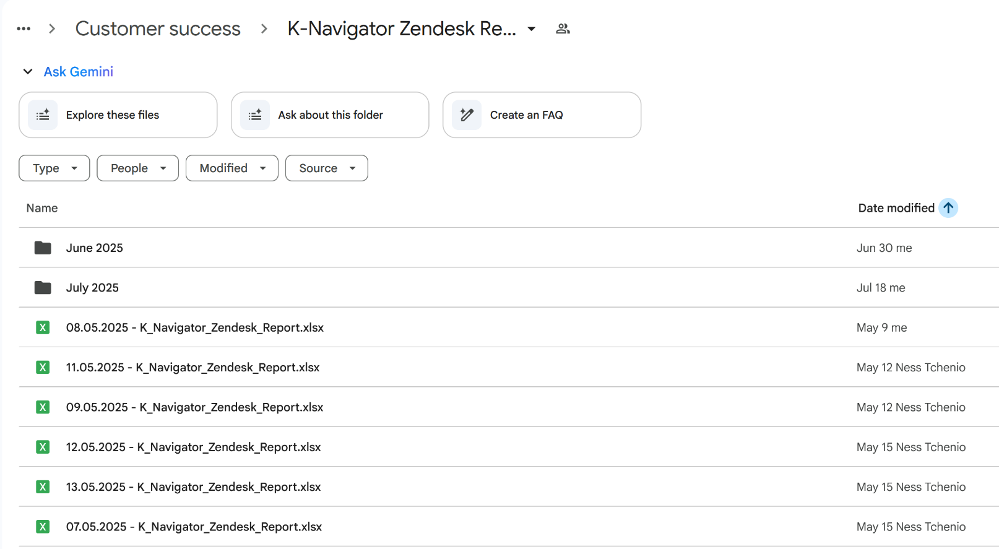 Customer success
K-Navigator Zendesk Re...
Ask Gemini
Explore these files
Ask about this folder
Create an FAQ
Type
People
Modified
Source
Name Date modified
June 2025 Jun 30 me
July 2025 Jul 18 me
08.05.2025 - K_Navigator_Zendesk_Report.xlsx May 9 me
11.05.2025 - K_Navigator_Zendesk_Report.xlsx May 12 Ness Tchenio
09.05.2025 - K_Navigator_Zendesk_Report.xlsx May 12 Ness Tchenio
12.05.2025 - K_Navigator_Zendesk_Report.xlsx May 15 Ness Tchenio
13.05.2025 - K_Navigator_Zendesk_Report.xlsx May 15 Ness Tchenio
07.05.2025 - K_Navigator_Zendesk_Report.xlsx May 15 Ness Tchenio